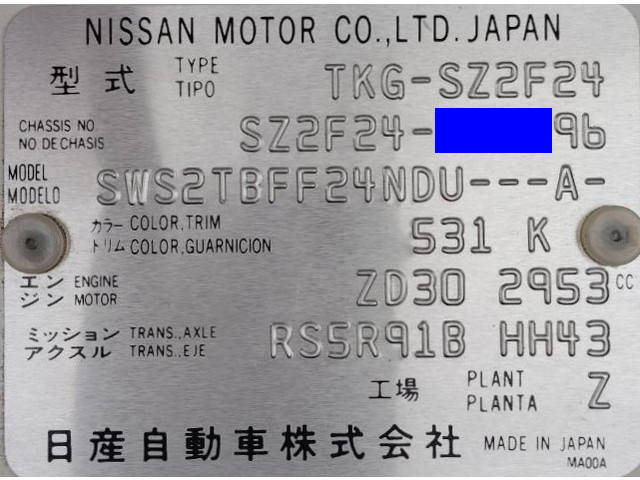 NISSAN MOTOR CO.,LTD. JAPAN
型式 TYPE TIPO TKG-SZ2F24
CHASSIS NO. NO. DE CHASIS SZ2F24- 96
MODEL MODELO SWS2TBFF24NDU---A-
カラー COLOR,TRIM トリム COLOR,GUARNICION 531 K
エンジン ENGINE MOTOR ZD30 2953 CC
ミッション TRANS.,AXLE アクスル TRANS.,EJE RS5R91B HH43
工場 PLANT PLANTA Z
日産自動車株式会社 MADE IN JAPAN
MA00A